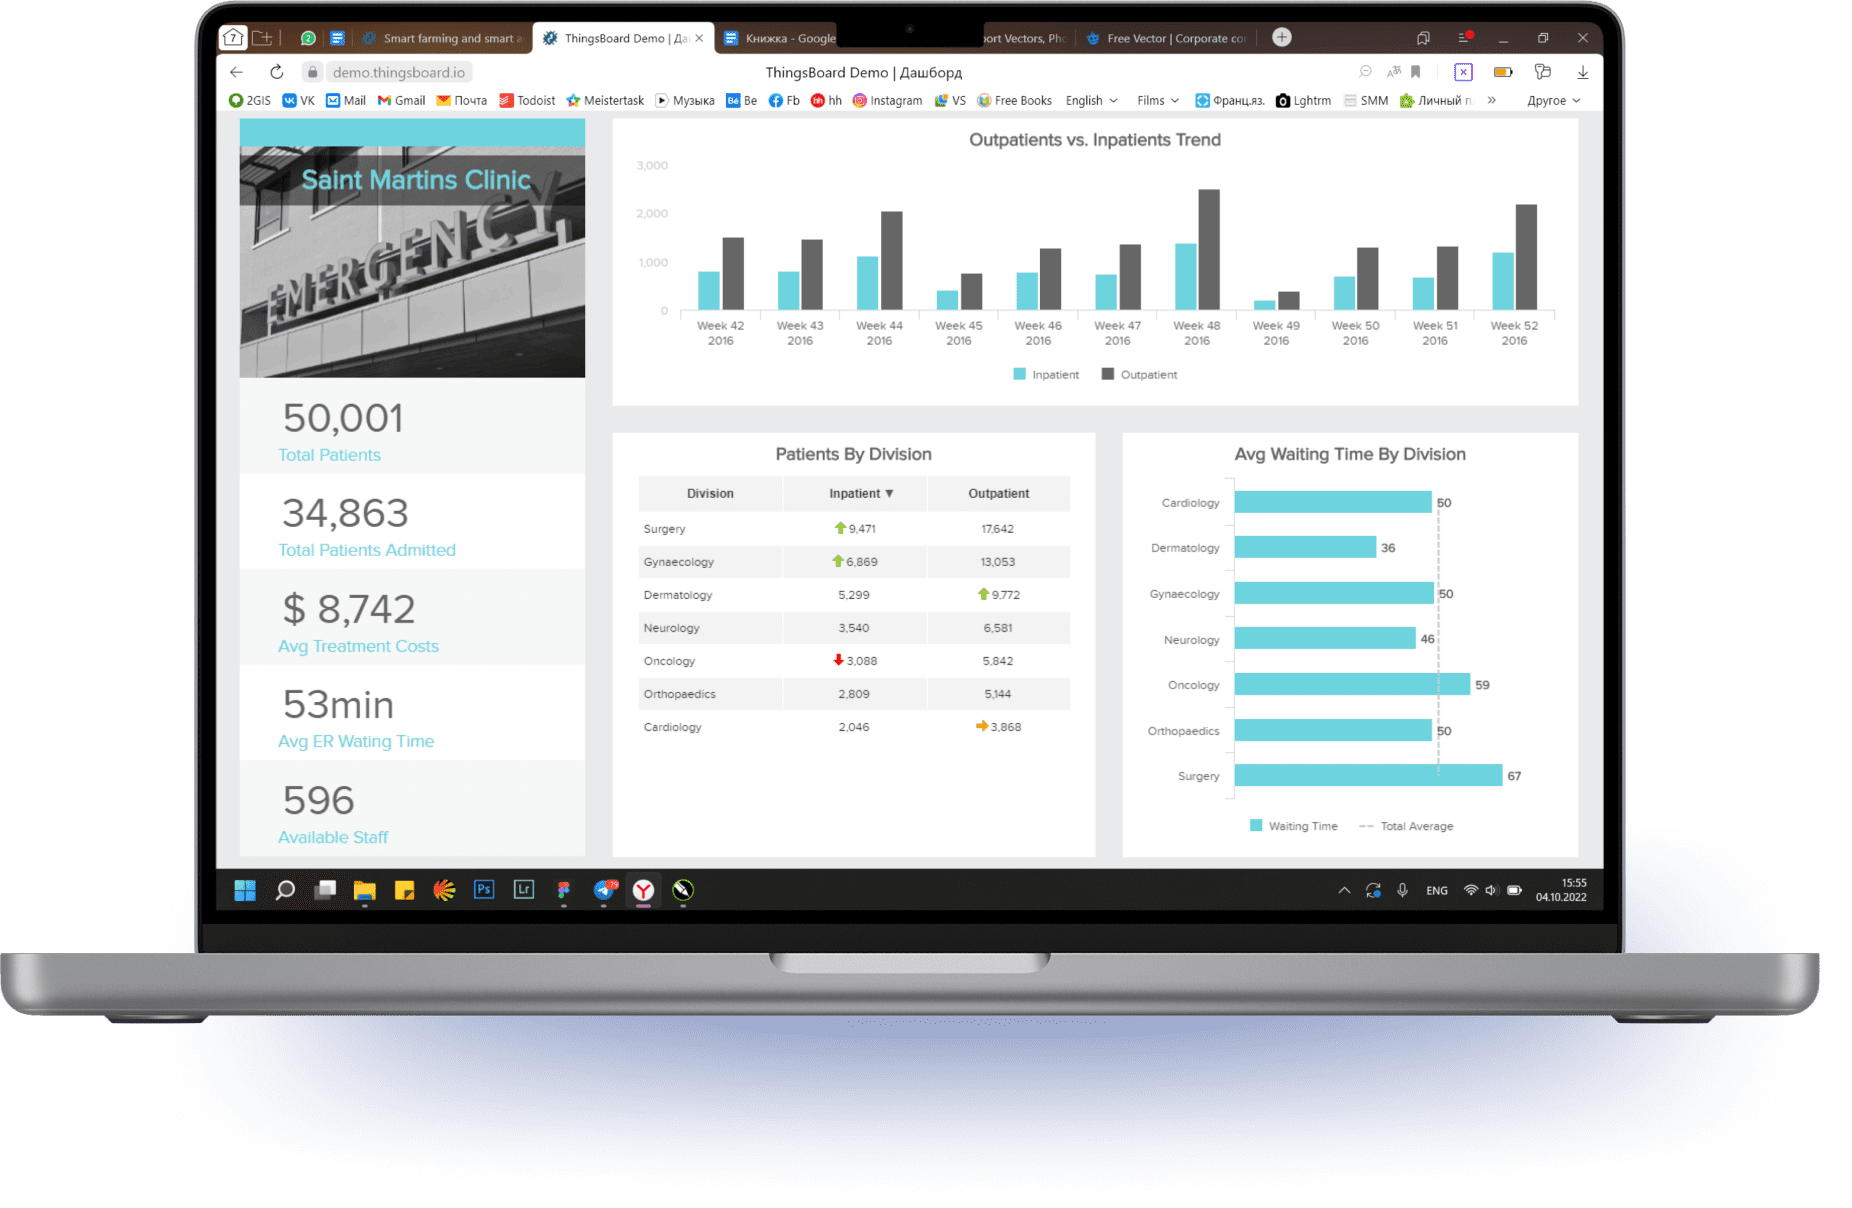 7
2
Smart farming and smart a
ThingsBoard Demo | Да
Книжка - Google
ort Vectors, Pho
Free Vector | Corporate co
demo.thingsboard.io
ThingsBoard Demo | Дашборд
2GIS
VK
Mail
Gmail
Почта
Todoist
Meistertask
Музыка
Be
Fb
hh
Instagram
VS
Free Books
English
Films
Франц.яз.
Lghtrm
SMM
Личный
»
Другое
Saint Martins Clinic
EMERGENCY
50,001
Total Patients
34,863
Total Patients Admitted
$ 8,742
Avg Treatment Costs
53min
Avg ER Wating Time
596
Available Staff
Outpatients vs. Inpatients Trend
3,000
2,000
1,000
0
Week 42 Week 43 Week 44 Week 45 Week 46 Week 47 Week 48 Week 49 Week 50 Week 51 Week 52
2016 2016 2016 2016 2016 2016 2016 2016 2016 2016 2016
Inpatient Outpatient
Patients By Division
Division Inpatient ▼ Outpatient
Surgery 9,471 17,642
Gynaecology 6,869 13,053
Dermatology 5,299 9,772
Neurology 3,540 6,581
Oncology 3,088 5,842
Orthopaedics 2,809 5,144
Cardiology 2,046 3,868
Avg Waiting Time By Division
Cardiology 50
Dermatology 36
Gynaecology 50
Neurology 46
Oncology 59
Orthopaedics 50
Surgery 67
Waiting Time Total Average
Ps
Lr
79
ENG
15:55
04.10.2022